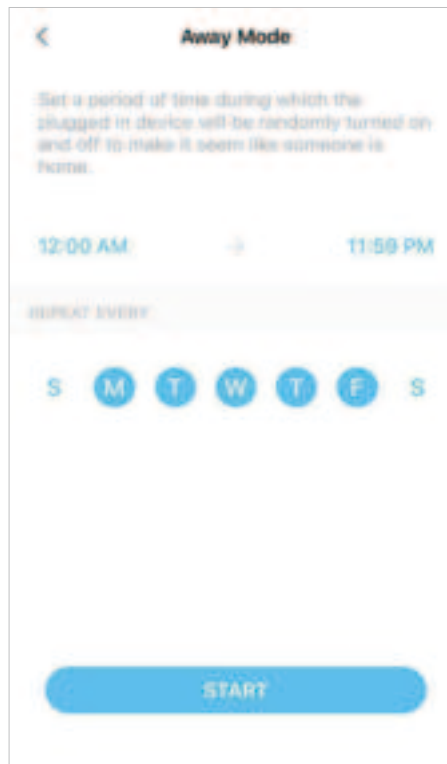 Away Mode
Set a period of time during which the
plugged in device will be randomly turned on
and off to make it seem like someone is
home.
12:00 AM → 11:59 PM
REPEAT EVERY
S M T W T F S
START